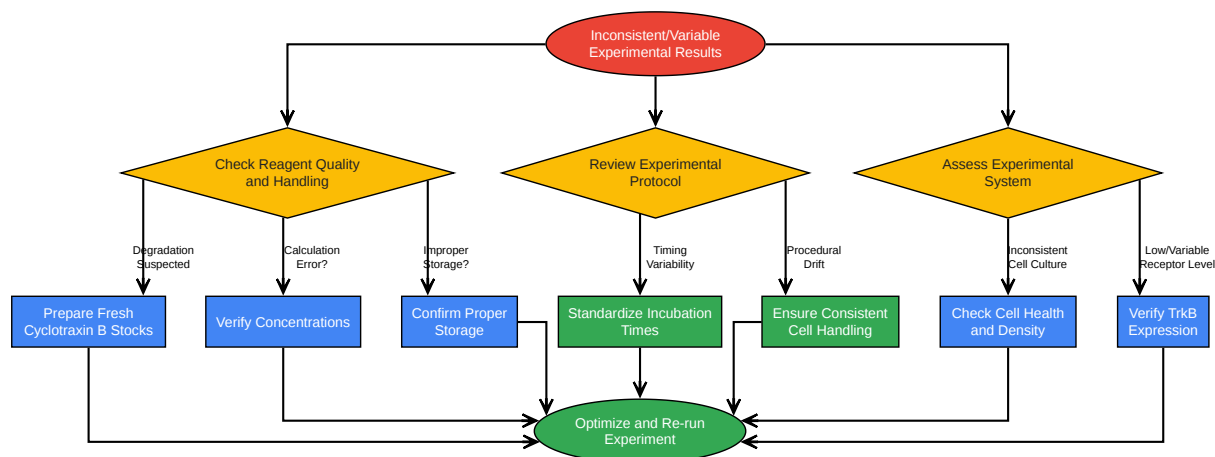 Inconsistent/Variable
Experimental Results
Check Reagent Quality
and Handling
Review Experimental
Protocol
Assess Experimental
System
Degradation
Suspected
Calculation
Error?
Improper
Storage?
Timing
Variability
Procedural
Drift
Inconsistent
Cell Culture
Low/Variable
Receptor Level
Prepare Fresh
Cyclotraxin B Stocks
Verify Concentrations
Confirm Proper
Storage
Standardize Incubation
Times
Ensure Consistent
Cell Handling
Check Cell Health
and Density
Verify TrkB
Expression
Optimize and Re-run
Experiment